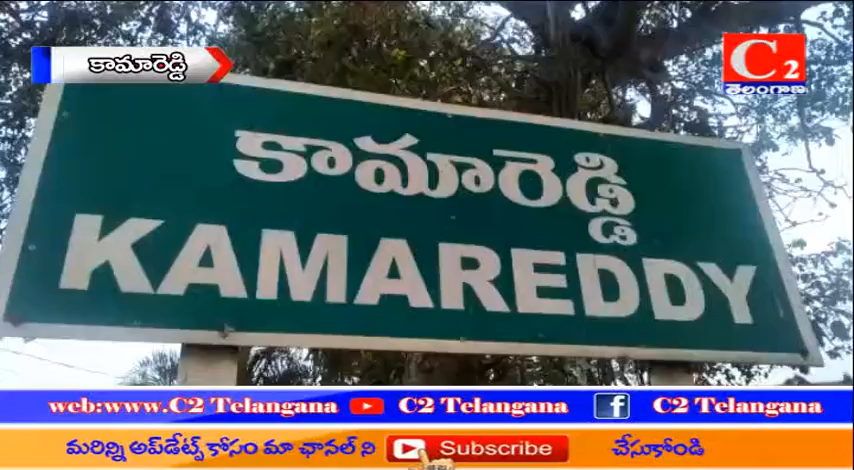 కామారెడ్డి
C2
తెలంగాణ
కామారెడ్డి
KAMAREDDY
web:www.C2 Telangana C2 Telangana f C2 Telangana
మరిన్ని అప్‌డేట్స్ కోసం మా ఛానల్ ని Subscribe చేసుకోండి